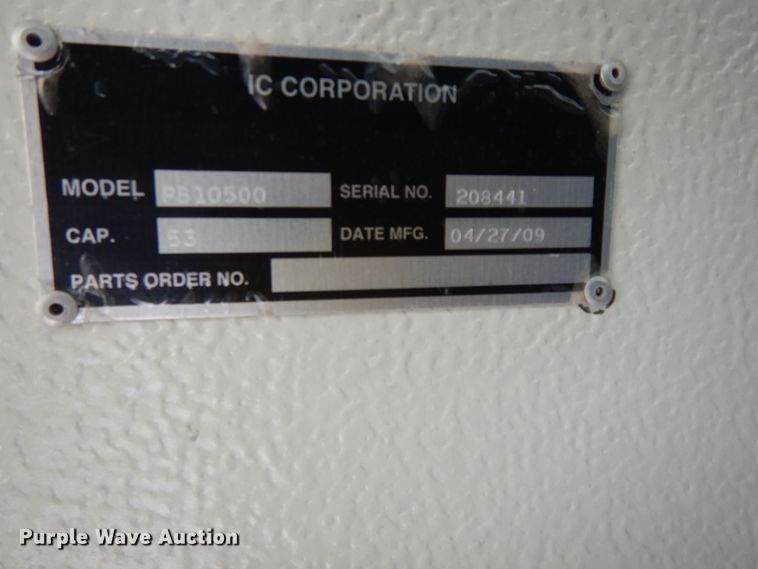 IC CORPORATION
MODEL PB10500 SERIAL NO. 208441
CAP. 53 DATE MFG. 04/27/09
PARTS ORDER NO.
Purple Wave Auction